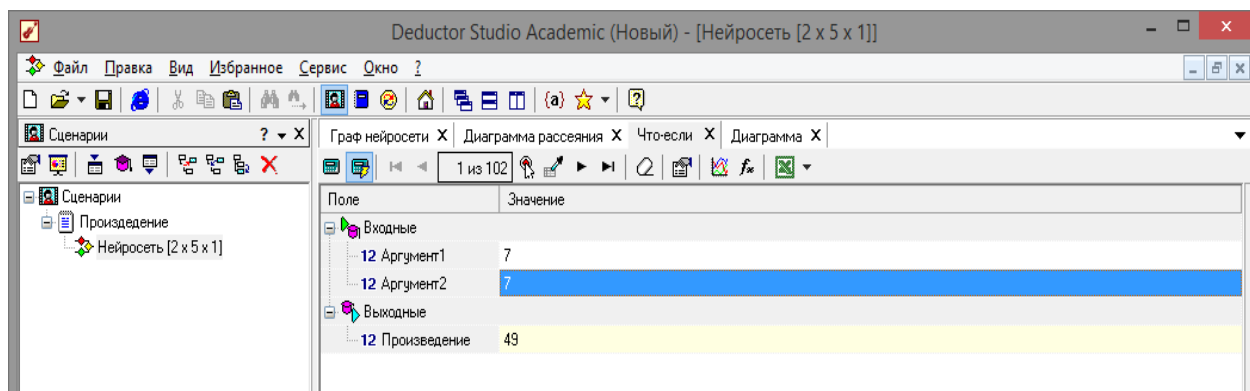 Deductor Studio Academic (Новый) - [Нейросеть [2 x 5 x 1]]
Файл Правка Вид Избранное Сервис Окно ?
{a}
Сценарии ? X
Граф нейросети X Диаграмма рассеяния X Что-если X Диаграмма X
1 из 102
Сценарии
Произдедение
Нейросеть [2 x 5 x 1]
Поле Значение
Входные
12 Аргумент1 7
12 Аргумент2 7
Выходные
12 Произведение 49